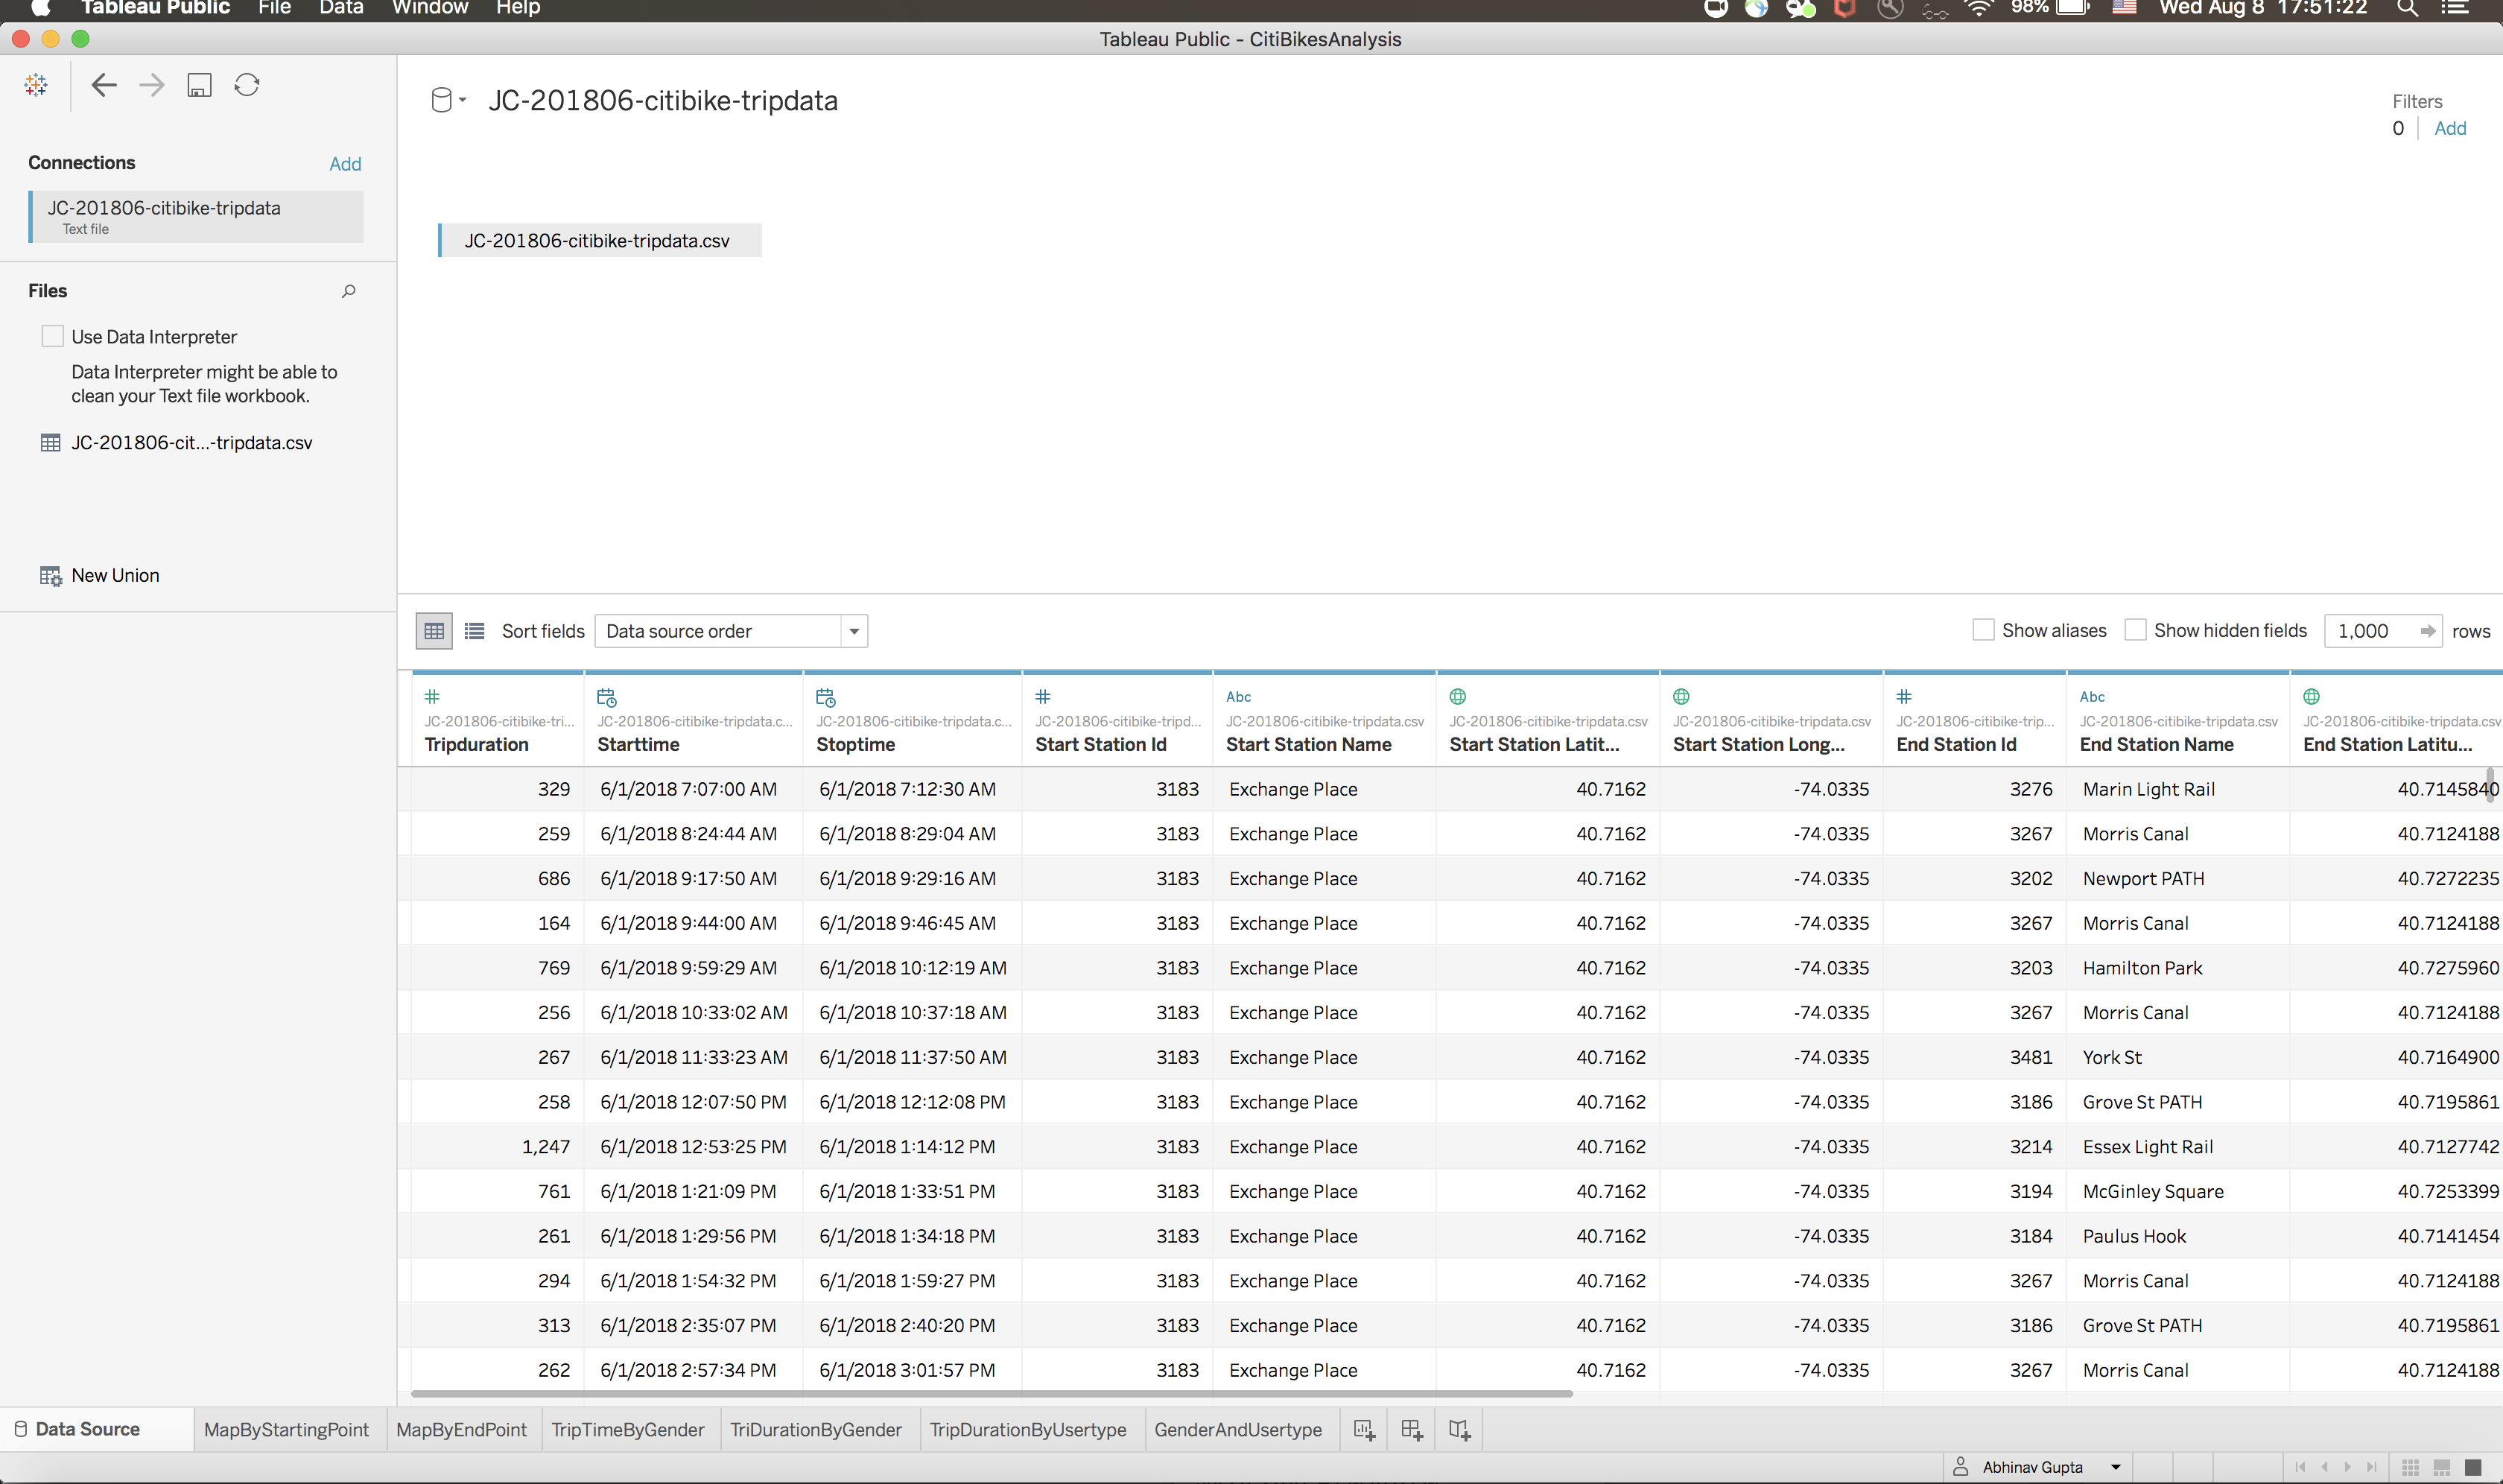 Tableau Public File Data Window Help 98% Wed Aug 8 17:51:22
Tableau Public - CitiBikesAnalysis
JC-201806-citibike-tripdata
Filters
0 Add
Connections Add
JC-201806-citibike-tripdata
Text file
JC-201806-citibike-tripdata.csv
Files
Use Data Interpreter
Data Interpreter might be able to
clean your Text file workbook.
JC-201806-cit...-tripdata.csv
New Union
Sort fields Data source order Show aliases Show hidden fields 1,000 rows
Abc Abc
JC-201806-citibike-tri... JC-201806-citibike-tripdata.c... JC-201806-citibike-tripdata.c... JC-201806-citibike-tripd... JC-201806-citibike-tripdata.csv JC-201806-citibike-tripdata.csv JC-201806-citibike-tripdata.csv JC-201806-citibike-trip... JC-201806-citibike-tripdata.csv JC-201806-citibike-tripdata.csv
Tripduration Starttime Stoptime Start Station Id Start Station Name Start Station Latit... Start Station Long... End Station Id End Station Name End Station Latitu...
329 6/1/2018 7:07:00 AM 6/1/2018 7:12:30 AM 3183 Exchange Place 40.7162 -74.0335 3276 Marin Light Rail 40.7145840
259 6/1/2018 8:24:44 AM 6/1/2018 8:29:04 AM 3183 Exchange Place 40.7162 -74.0335 3267 Morris Canal 40.7124188
686 6/1/2018 9:17:50 AM 6/1/2018 9:29:16 AM 3183 Exchange Place 40.7162 -74.0335 3202 Newport PATH 40.7272235
164 6/1/2018 9:44:00 AM 6/1/2018 9:46:45 AM 3183 Exchange Place 40.7162 -74.0335 3267 Morris Canal 40.7124188
769 6/1/2018 9:59:29 AM 6/1/2018 10:12:19 AM 3183 Exchange Place 40.7162 -74.0335 3203 Hamilton Park 40.7275960
256 6/1/2018 10:33:02 AM 6/1/2018 10:37:18 AM 3183 Exchange Place 40.7162 -74.0335 3267 Morris Canal 40.7124188
267 6/1/2018 11:33:23 AM 6/1/2018 11:37:50 AM 3183 Exchange Place 40.7162 -74.0335 3481 York St 40.7164900
258 6/1/2018 12:07:50 PM 6/1/2018 12:12:08 PM 3183 Exchange Place 40.7162 -74.0335 3186 Grove St PATH 40.7195861
1,247 6/1/2018 12:53:25 PM 6/1/2018 1:14:12 PM 3183 Exchange Place 40.7162 -74.0335 3214 Essex Light Rail 40.7127742
761 6/1/2018 1:21:09 PM 6/1/2018 1:33:51 PM 3183 Exchange Place 40.7162 -74.0335 3194 McGinley Square 40.7253399
261 6/1/2018 1:29:56 PM 6/1/2018 1:34:18 PM 3183 Exchange Place 40.7162 -74.0335 3184 Paulus Hook 40.7141454
294 6/1/2018 1:54:32 PM 6/1/2018 1:59:27 PM 3183 Exchange Place 40.7162 -74.0335 3267 Morris Canal 40.7124188
313 6/1/2018 2:35:07 PM 6/1/2018 2:40:20 PM 3183 Exchange Place 40.7162 -74.0335 3186 Grove St PATH 40.7195861
262 6/1/2018 2:57:34 PM 6/1/2018 3:01:57 PM 3183 Exchange Place 40.7162 -74.0335 3267 Morris Canal 40.7124188
Data Source MapByStartingPoint MapByEndPoint TripTimeByGender TriDurationByGender TripDurationByUsertype GenderAndUsertype
Abhinav Gupta